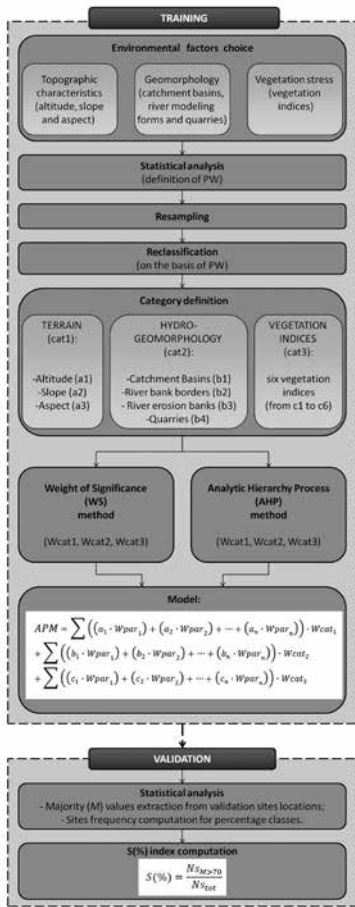 TRAINING
Environmental factors choice
Topographic
characteristics
(altitude, slope
and aspect)
Geomorphology
(catchment basins,
river modeling
forms and quarries)
Vegetation stress
(vegetation
indices)
Statistical analysis
(definition of PW)
Resampling
Reclassification
(on the basis of PW)
Category definition
TERRAIN
(cat1):
-Altitude (a1)
-Slope (a2)
-Aspect (a3)
HYDRO-
GEOMORPHOLOGY
(cat2):
-Catchment Basins (b1)
-River bank borders (b2)
- River erosion banks (b3)
-Quarries (b4)
VEGETATION
INDICES
(cat3):
six vegetation
indices
(from c1 to c6)
Weight of Significance
(WS)
method
(Wcat1, Wcat2, Wcat3)
Analytic Hierarchy Process
(AHP)
method
(Wcat1, Wcat2, Wcat3)
Model:
APM = ∑((a₁ · Wpar₁) + (a₂ · Wpar₂) + ⋯ + (aₙ · Wparₙ)) · Wcat₁
+ ∑((b₁ · Wpar₁) + (b₂ · Wpar₂) + ⋯ + (bₙ · Wparₙ)) · Wcat₂
+ ∑((c₁ · Wpar₁) + (c₂ · Wpar₂) + ⋯ + (cₙ · Wparₙ)) · Wcat₃
VALIDATION
Statistical analysis
- Majority (M) values extraction from validation sites locations;
- Sites frequency computation for percentage classes.
S(%) index computation
S(%) = Ns_M>70 / Ns_tot